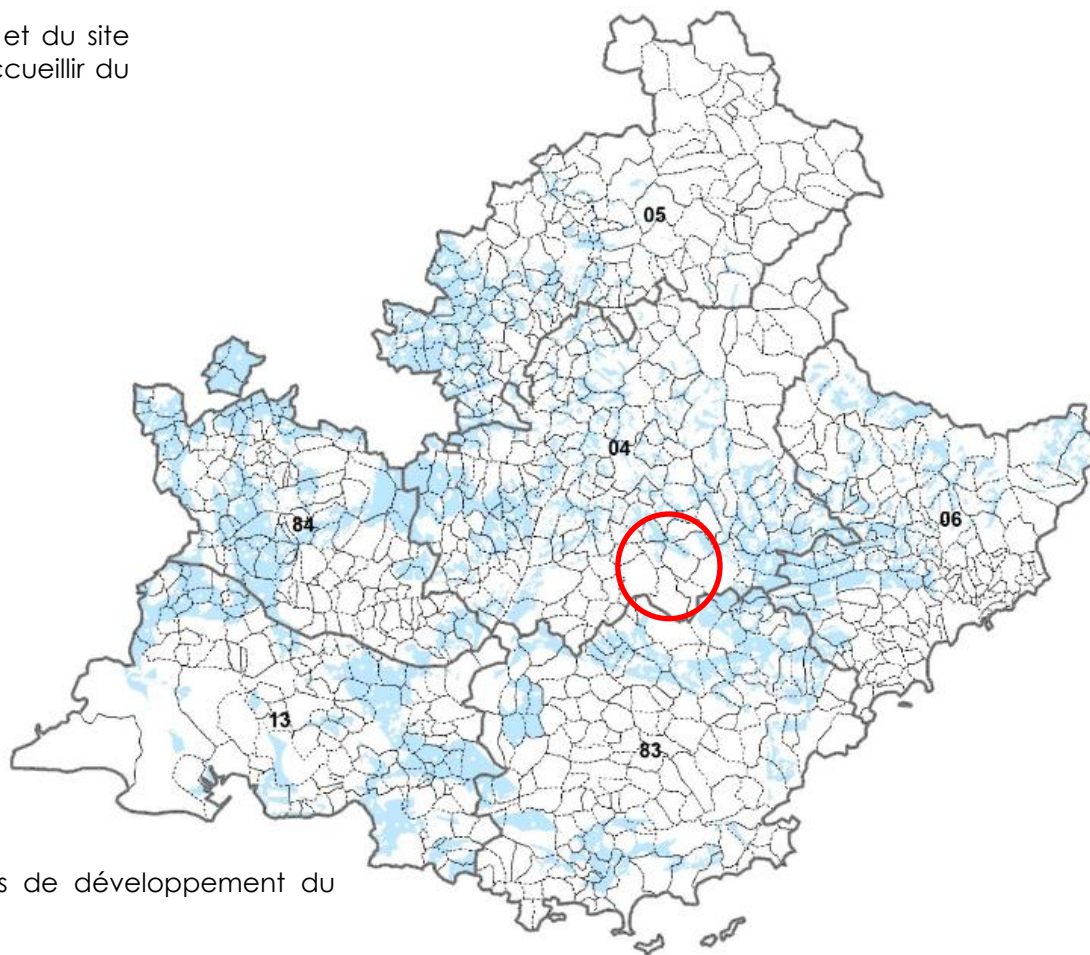 et du site
ccueillir du
05
04
84
06
13
83
s de développement du